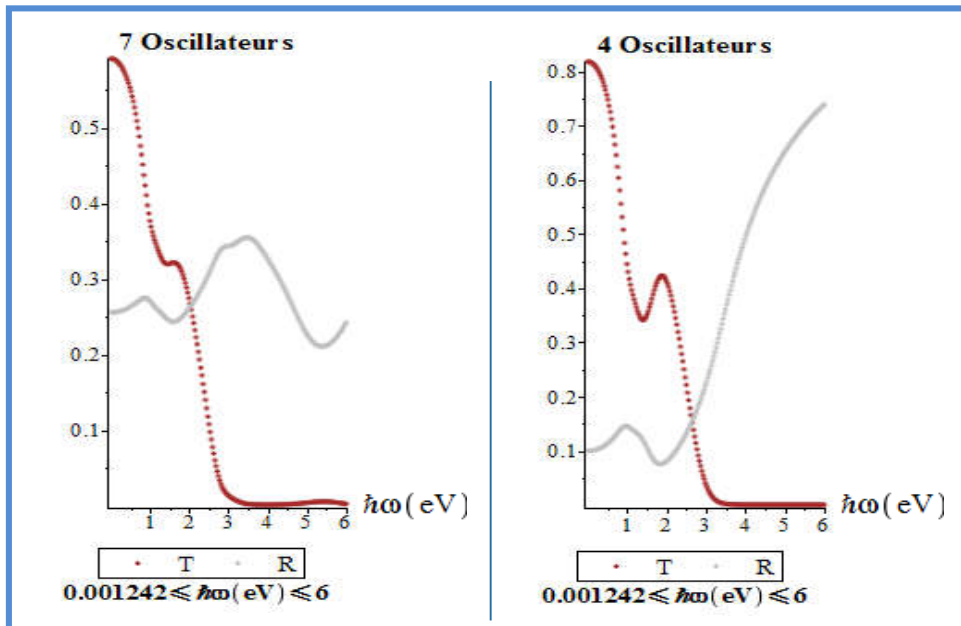 7 Oscillateurs
0.5
0.4
0.3
0.2
0.1
1 2 3 4 5 6
ℏω(eV)
T R
0.001242 ≤ ℏω(eV) ≤ 6
4 Oscillateurs
0.8
0.7
0.6
0.5
0.4
0.3
0.2
0.1
1 2 3 4 5 6
ℏω(eV)
T R
0.001242 ≤ ℏω(eV) ≤ 6